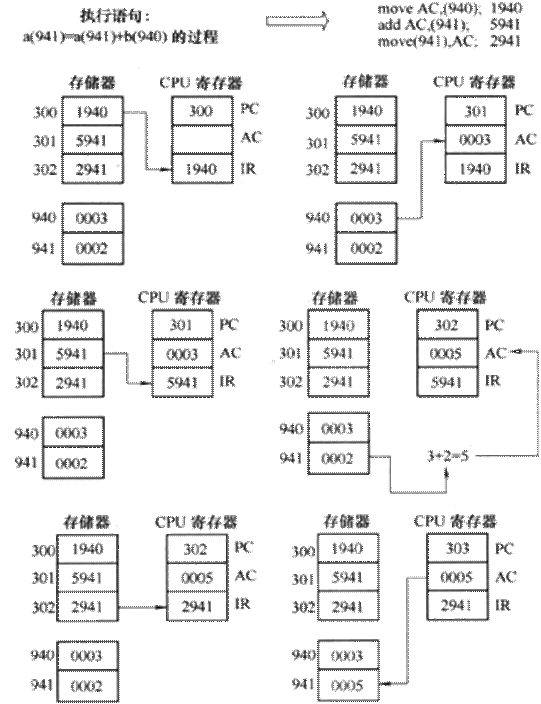 执行语句：
a(941)=a(941)+b(940) 的过程
move AC,(940); 1940
add AC,(941); 5941
move(941),AC; 2941
存储器 CPU 寄存器
300 1940 300 PC
301 5941 AC
302 2941 1940 IR
940 0003
941 0002
存储器 CPU 寄存器
300 1940 301 PC
301 5941 0003 AC
302 2941 1940 IR
940 0003
941 0002
存储器 CPU 寄存器
300 1940 301 PC
301 5941 0003 AC
302 2941 5941 IR
940 0003
941 0002
存储器 CPU 寄存器
300 1940 302 PC
301 5941 0005 AC
302 2941 5941 IR
940 0003
941 0002 3+2=5
存储器 CPU 寄存器
300 1940 302 PC
301 5941 0005 AC
302 2941 2941 IR
940 0003
941 0002
存储器 CPU 寄存器
300 1940 303 PC
301 5941 0005 AC
302 2941 2941 IR
940 0003
941 0005